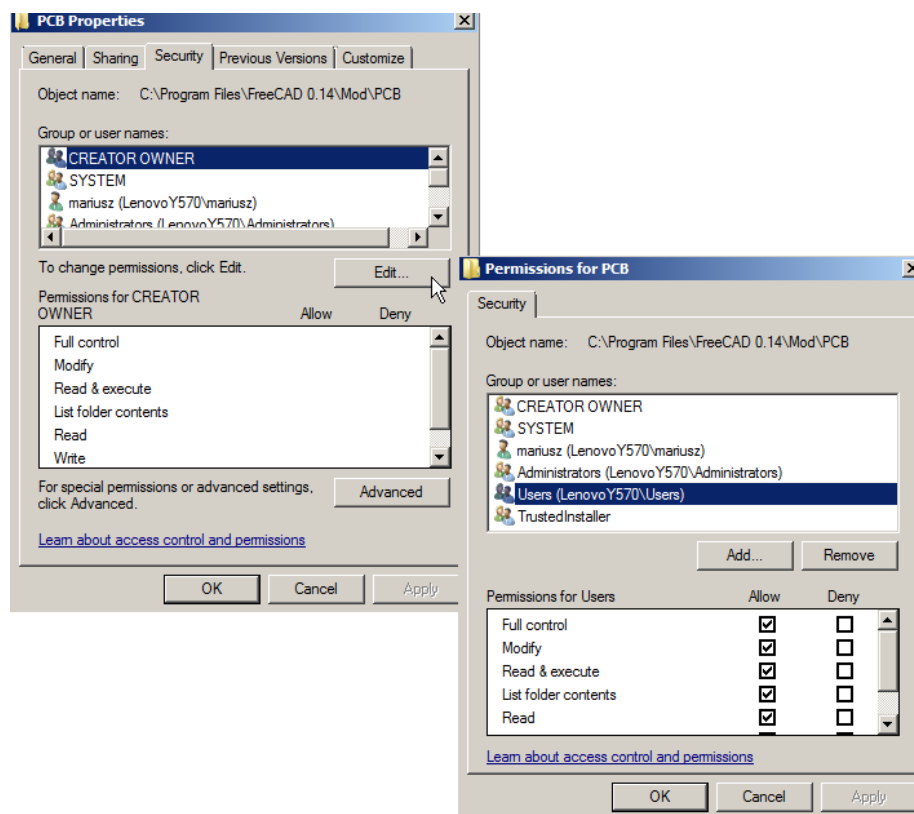 PCB Properties
General Sharing Security Previous Versions Customize
Object name: C:\Program Files\FreeCAD 0.14\Mod\PCB
Group or user names:
CREATOR OWNER
SYSTEM
mariusz (LenovoY570\mariusz)
Administrators (LenovoY570\Administrators)
To change permissions, click Edit.
Edit...
Permissions for CREATOR
OWNER Allow Deny
Full control
Modify
Read & execute
List folder contents
Read
Write
For special permissions or advanced settings,
click Advanced.
Advanced
Learn about access control and permissions
OK Cancel Apply
Permissions for PCB
Security
Object name: C:\Program Files\FreeCAD 0.14\Mod\PCB
Group or user names:
CREATOR OWNER
SYSTEM
mariusz (LenovoY570\mariusz)
Administrators (LenovoY570\Administrators)
Users (LenovoY570\Users)
TrustedInstaller
Add... Remove
Permissions for Users Allow Deny
Full control
Modify
Read & execute
List folder contents
Read
Learn about access control and permissions
OK Cancel Apply